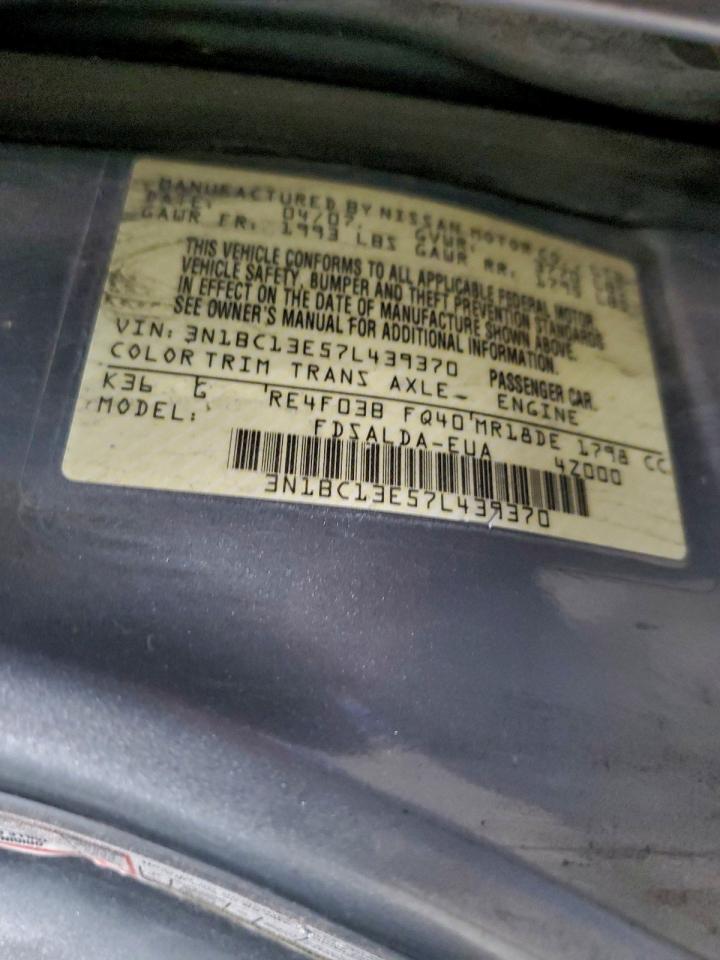 MANUFACTURED BY NISSAN MOTOR CO., LTD.
DATE: 04/07 GVWR:
GAWR FR: 1993 LBS GAWR RR: LBS
THIS VEHICLE CONFORMS TO ALL APPLICABLE FEDERAL MOTOR
VEHICLE SAFETY, BUMPER AND THEFT PREVENTION STANDARDS
IN EFFECT ON THE DATE OF MANUFACTURE SHOWN ABOVE.
SEE OWNER'S MANUAL FOR ADDITIONAL INFORMATION.
VIN: 3N1BC13E57L439370 PASSENGER CAR
COLOR TRIM TRANS AXLE- ENGINE
K36 G RE4F03B FQ40 MR18DE 1798 CC
MODEL: FDSALDA-EUA 4Z000
3N1BC13E57L439370